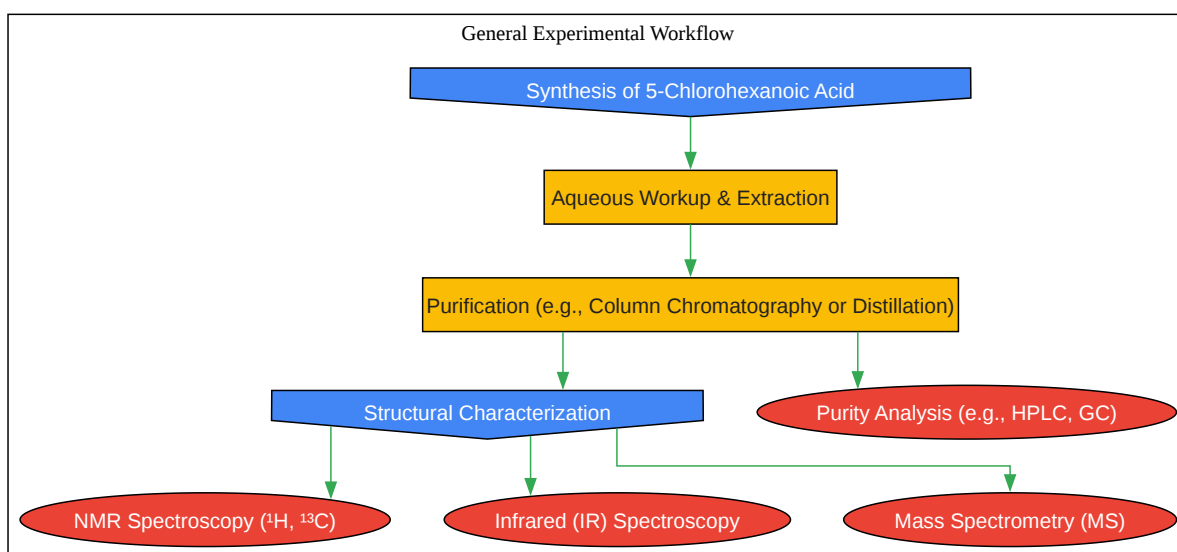 General Experimental Workflow
Synthesis of 5-Chlorohexanoic Acid
Aqueous Workup & Extraction
Purification (e.g., Column Chromatography or Distillation)
Structural Characterization
Purity Analysis (e.g., HPLC, GC)
NMR Spectroscopy (¹H, ¹³C)
Infrared (IR) Spectroscopy
Mass Spectrometry (MS)